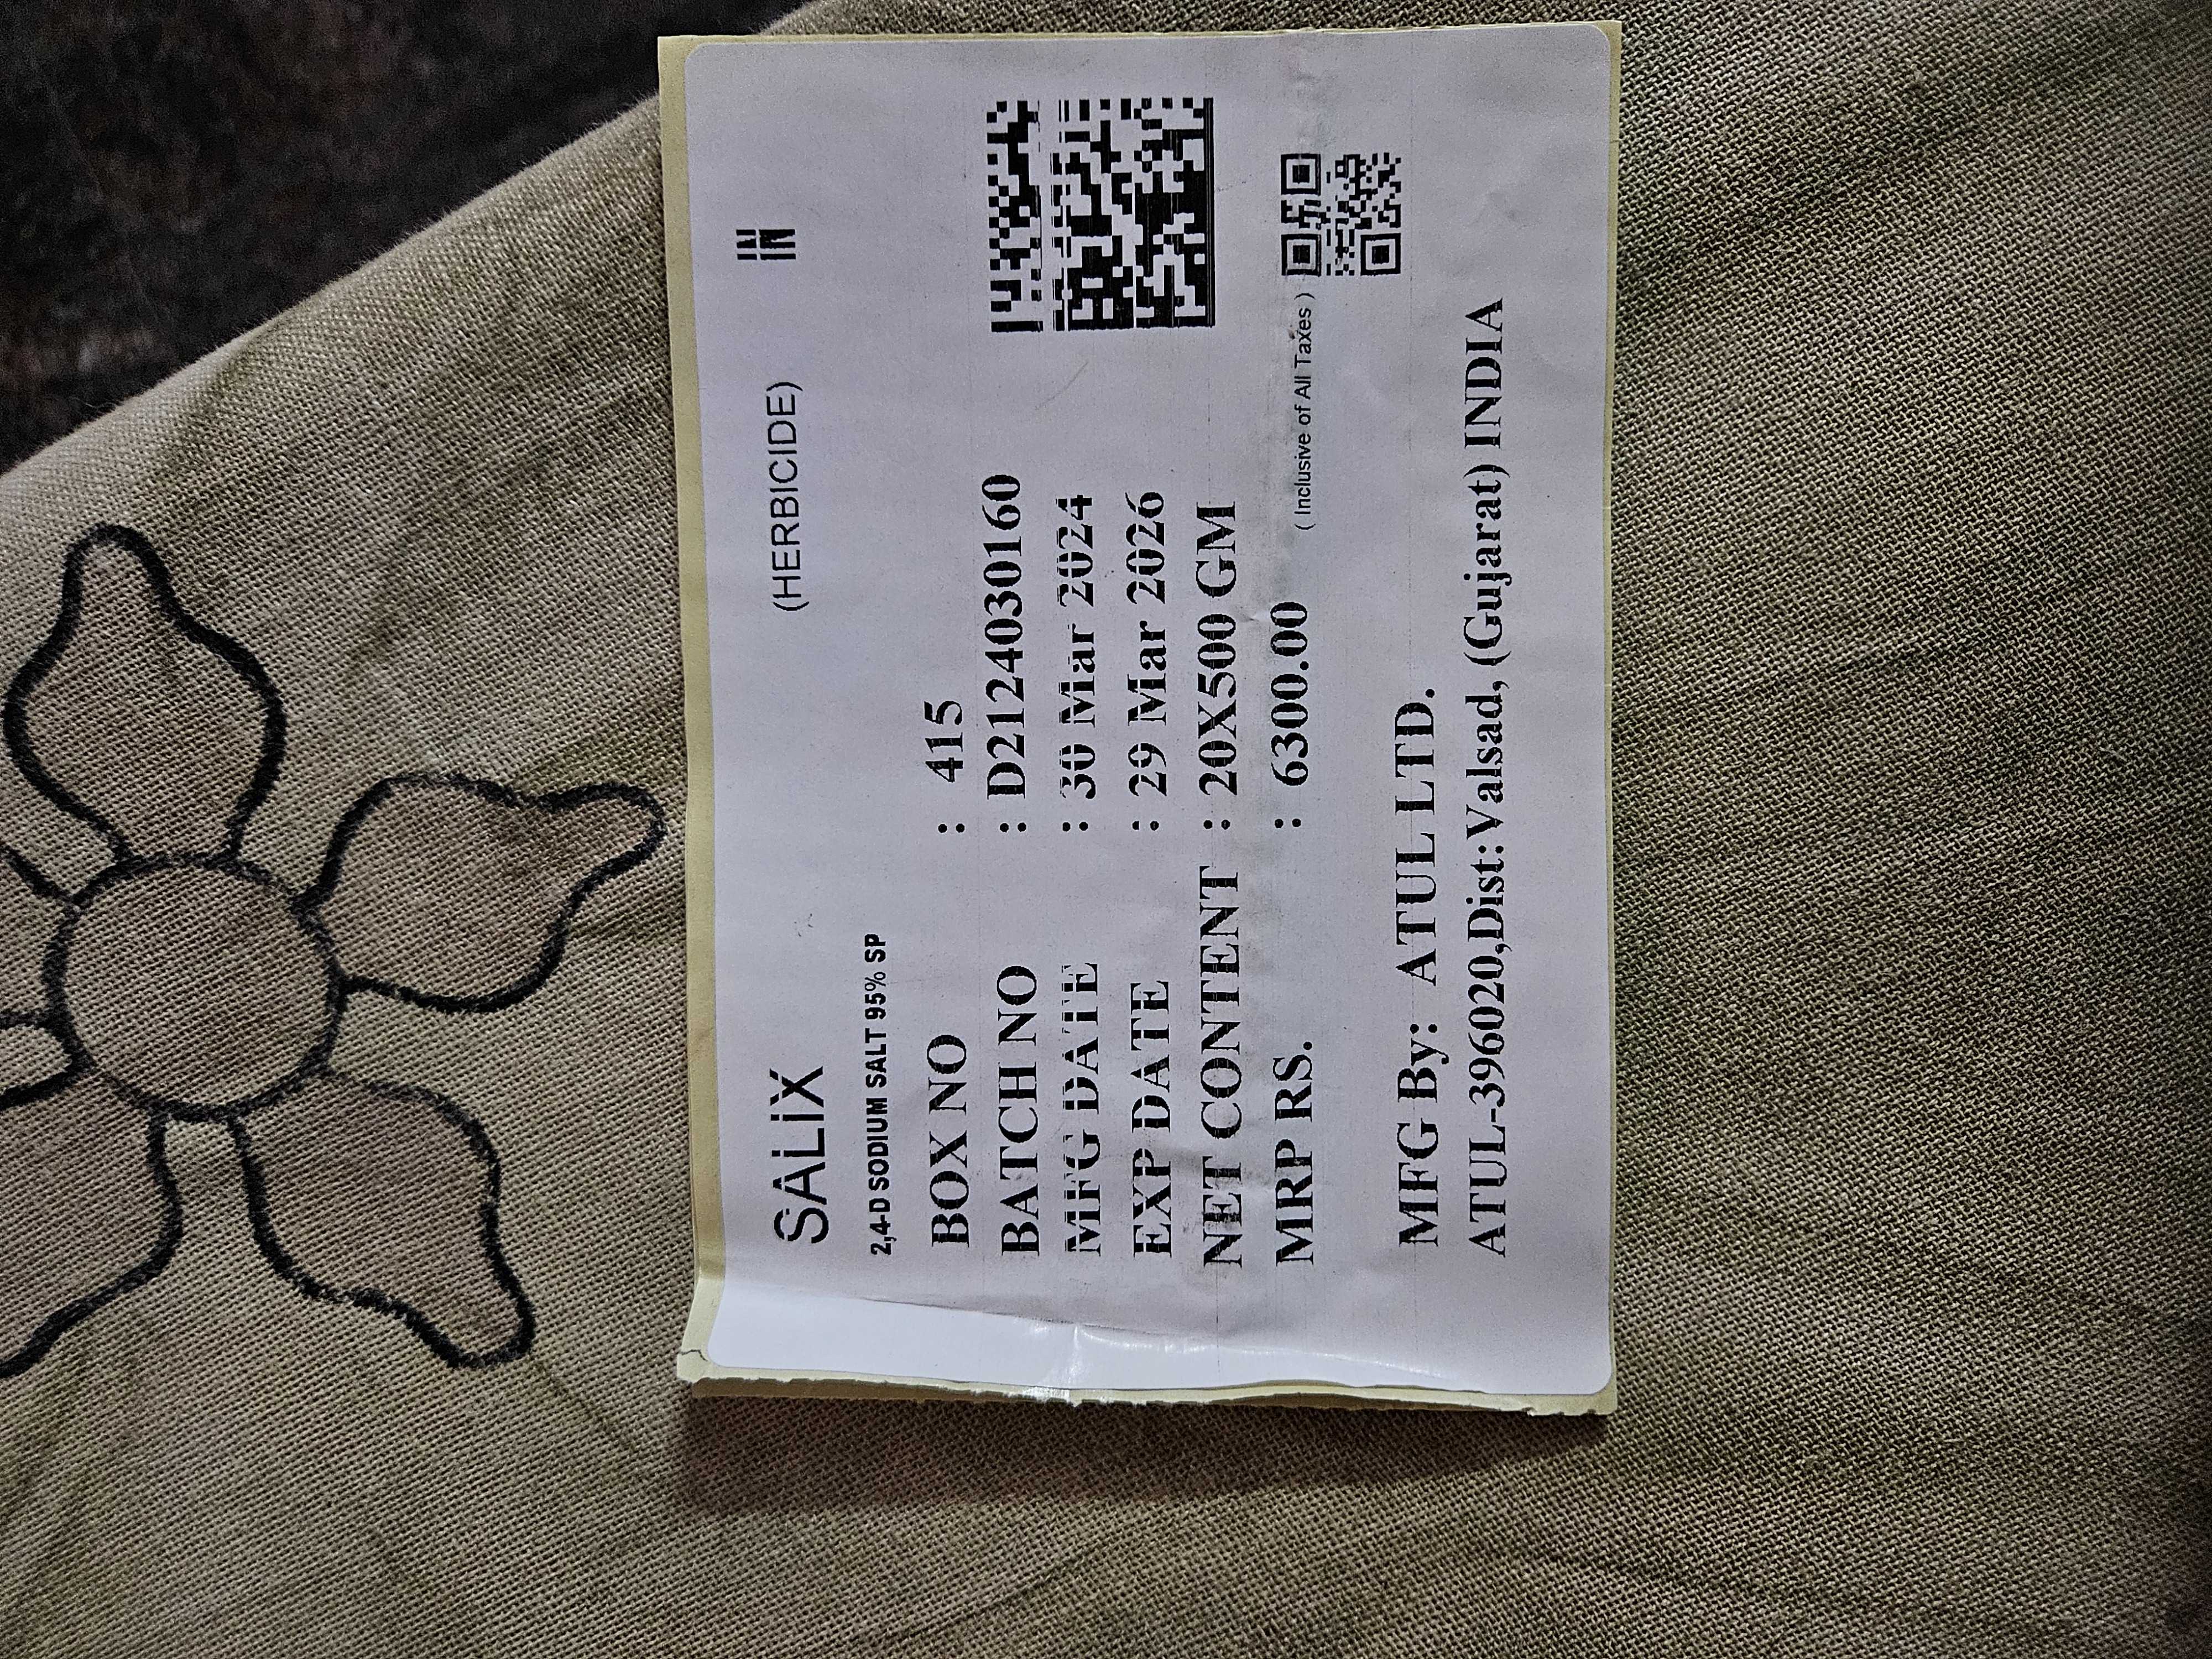 SALiX (HERBICIDE) IN
2,4-D SODIUM SALT 95% SP
BOX NO : 415
BATCH NO : D2124030160
MFG DATE : 30 Mar 2024
EXP DATE : 29 Mar 2026
NET CONTENT : 20X500 GM
MRP RS. : 6300.00 ( Inclusive of All Taxes )
MFG By: ATUL LTD.
ATUL-396020,Dist:Valsad, (Gujarat) INDIA